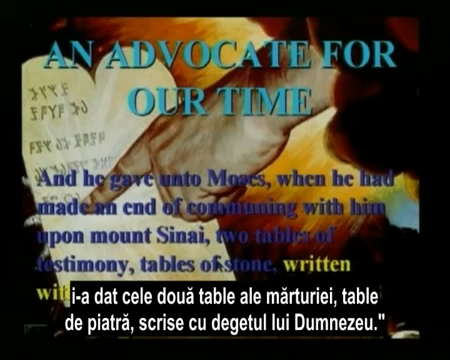 AN ADVOCATE FOR
OUR TIME
And he gave unto Moses, when he had
made an end of communing with him
upon mount Sinai, two tables of
testimony, tables of stone, written
i-a dat cele două table ale mărturiei, table
de piatră, scrise cu degetul lui Dumnezeu."